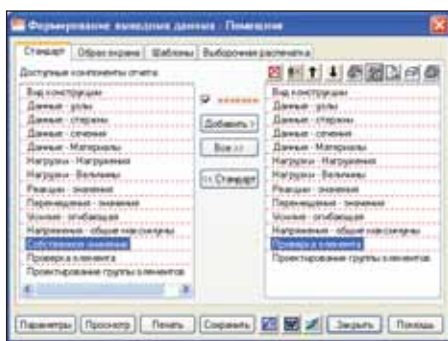 Формирование выходных данных - Помещение
Стандарт
Образ экрана
Шаблоны
Выборочная распечатка
Доступные компоненты отчета
Вид конструкции
Данные - узлы
Данные - стержни
Данные - сечения
Данные - Материалы
Нагрузки - Нагружения
Нагрузки - Величины
Реакции - значения
Перемещения - значения
Усилия - огибающая
Напряжения - общие максимумы
Собственное значение
Проверка элемента
Проектирование группы элементов
Добавить >
Все >>
<< Стандарт
Вид конструкции
Данные - узлы
Данные - стержни
Данные - сечения
Данные - Материалы
Нагрузки - Нагружения
Нагрузки - Величины
Реакции - значения
Перемещения - значения
Усилия - огибающая
Напряжения - общие максимумы
Проверка элемента
Проектирование группы элементов
Параметры
Просмотр
Печать
Сохранить
Закрыть
Помощь